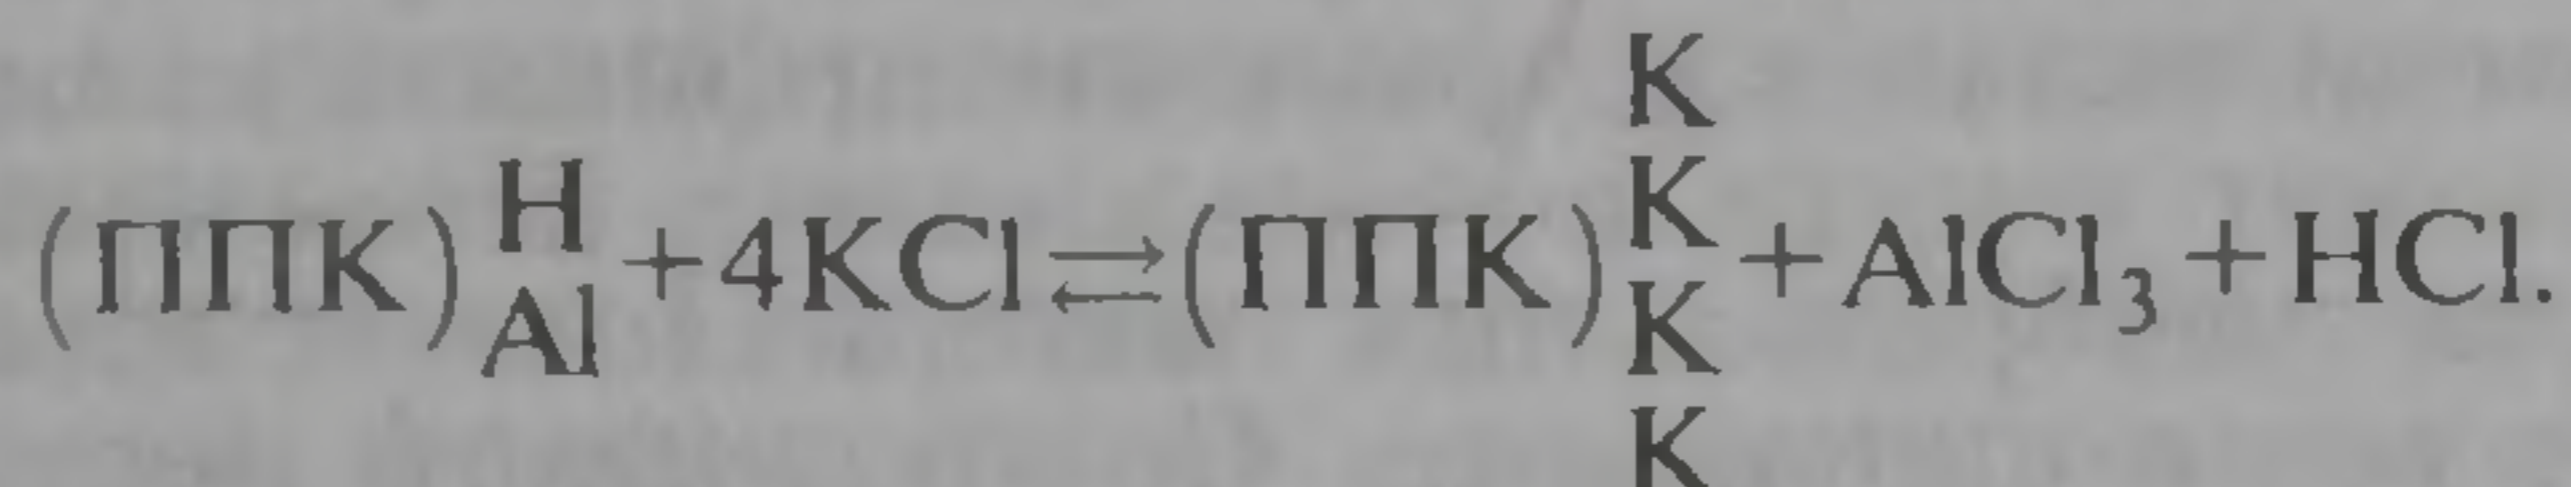 K
H K
(ППК) + 4KCl ⇄ (ППК) + AlCl₃ + HCl.
Al K
K